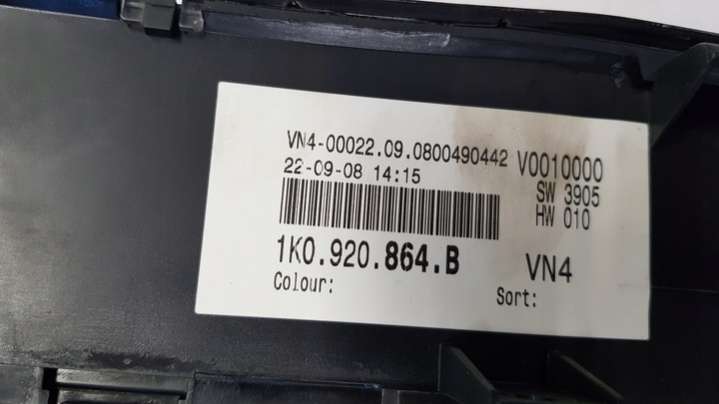 VN4-00022.09.0800490442 V0010000
22-09-08 14:15 SW 3905
HW 010
1K0.920.864.B VN4
Colour: Sort: